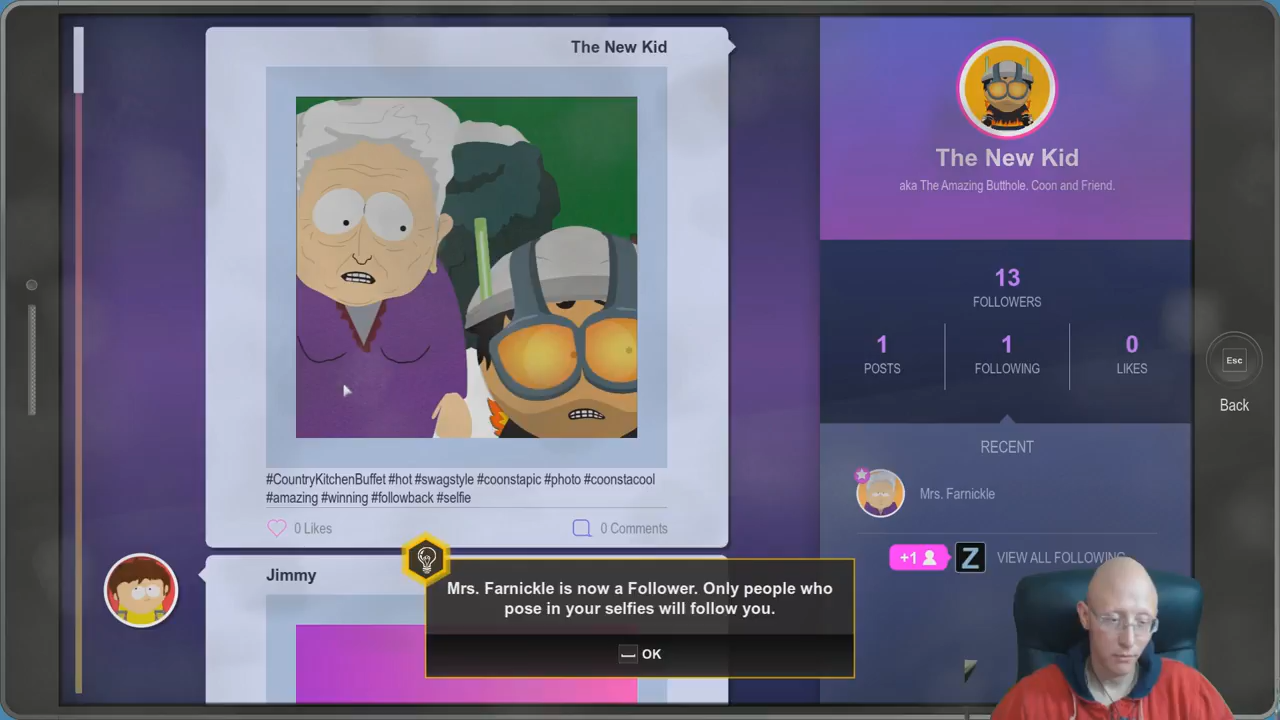 The New Kid
#CountryKitchenBuffet #hot #swagstyle #coonstapic #photo #coonstacool
#amazing #winning #followback #selfie
0 Likes
0 Comments
Jimmy
Mrs. Farnickle is now a Follower. Only people who
pose in your selfies will follow you.
OK
The New Kid
aka The Amazing Butthole. Coon and Friend.
13
FOLLOWERS
1
POSTS
1
FOLLOWING
0
LIKES
RECENT
Mrs. Farnickle
+1
Z VIEW ALL FOLLOWING
Esc
Back